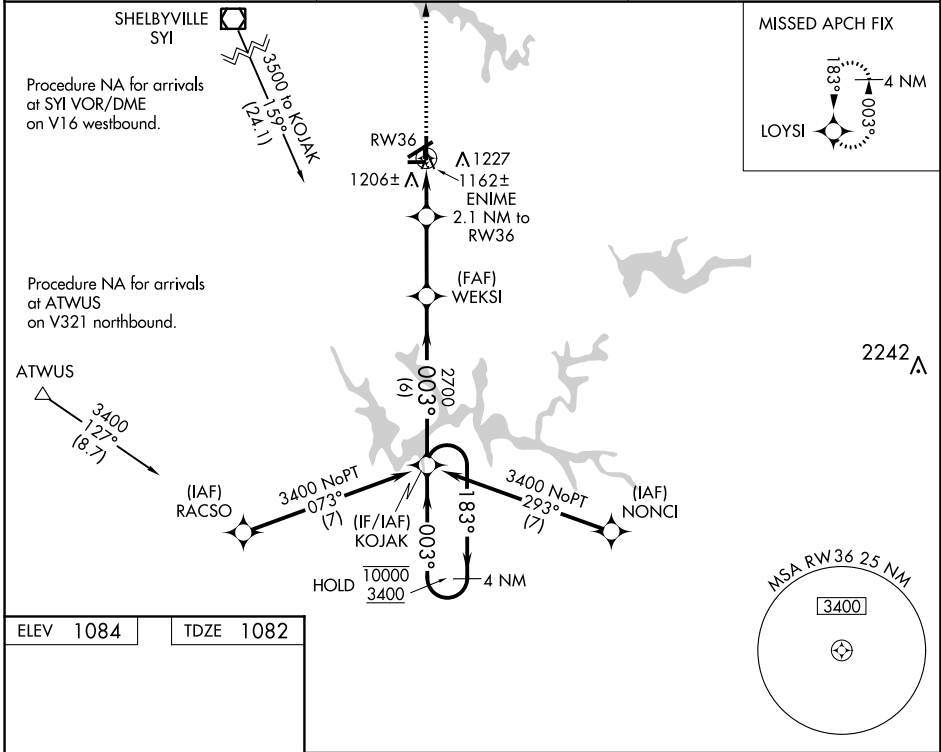 SHELBYVILLE
SYI
Procedure NA for arrivals
at SYI VOR/DME
on V16 westbound.
3500 to KOJAK
159°
(24.1)
MISSED APCH FIX
183°
4 NM
003°
LOYSI
RW36
1227
1206±
1162±
ENIME
2.1 NM to
RW36
(FAF)
WEKSI
Procedure NA for arrivals
at ATWUS
on V321 northbound.
2242
ATWUS
3400
127°
(8.7)
2700
003°
(6)
(IAF)
RACSO
3400 NoPT
073°
(7)
(IF/IAF)
KOJAK
3400 NoPT
293°
(7)
(IAF)
NONCI
003°
183°
HOLD
10000
3400
4 NM
MSA RW36 25 NM
3400
ELEV 1084
TDZE 1082